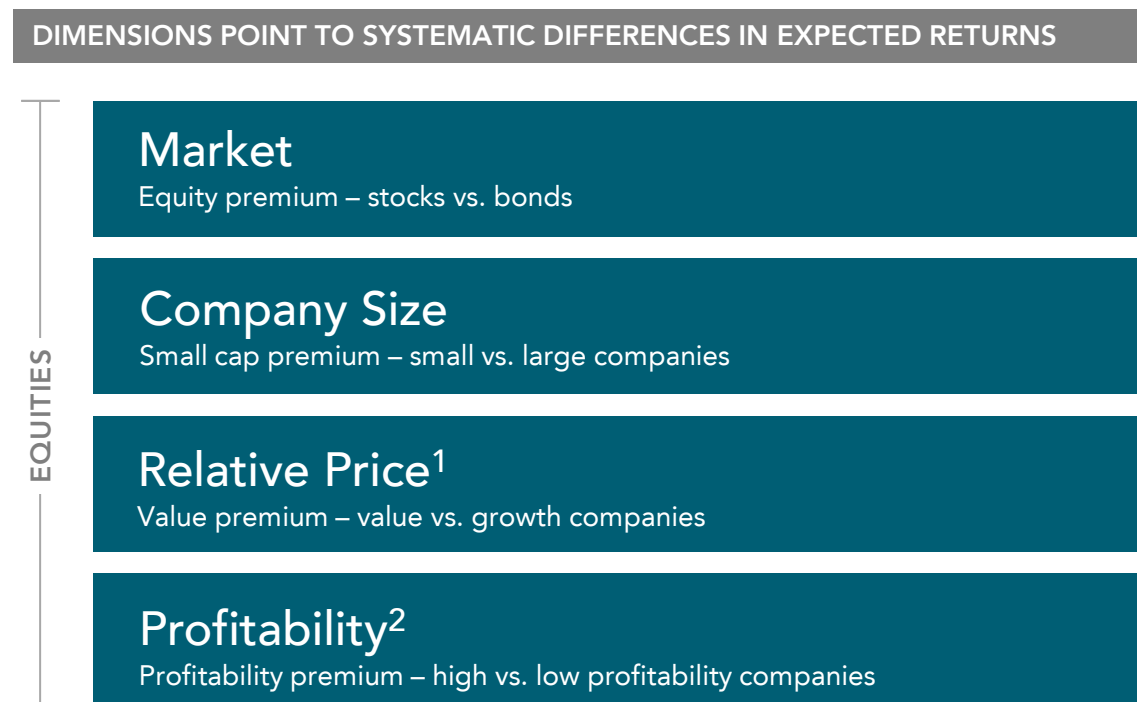 DIMENSIONS POINT TO SYSTEMATIC DIFFERENCES IN EXPECTED RETURNS
EQUITIES
Market
Equity premium – stocks vs. bonds
Company Size
Small cap premium – small vs. large companies
Relative Price¹
Value premium – value vs. growth companies
Profitability²
Profitability premium – high vs. low profitability companies